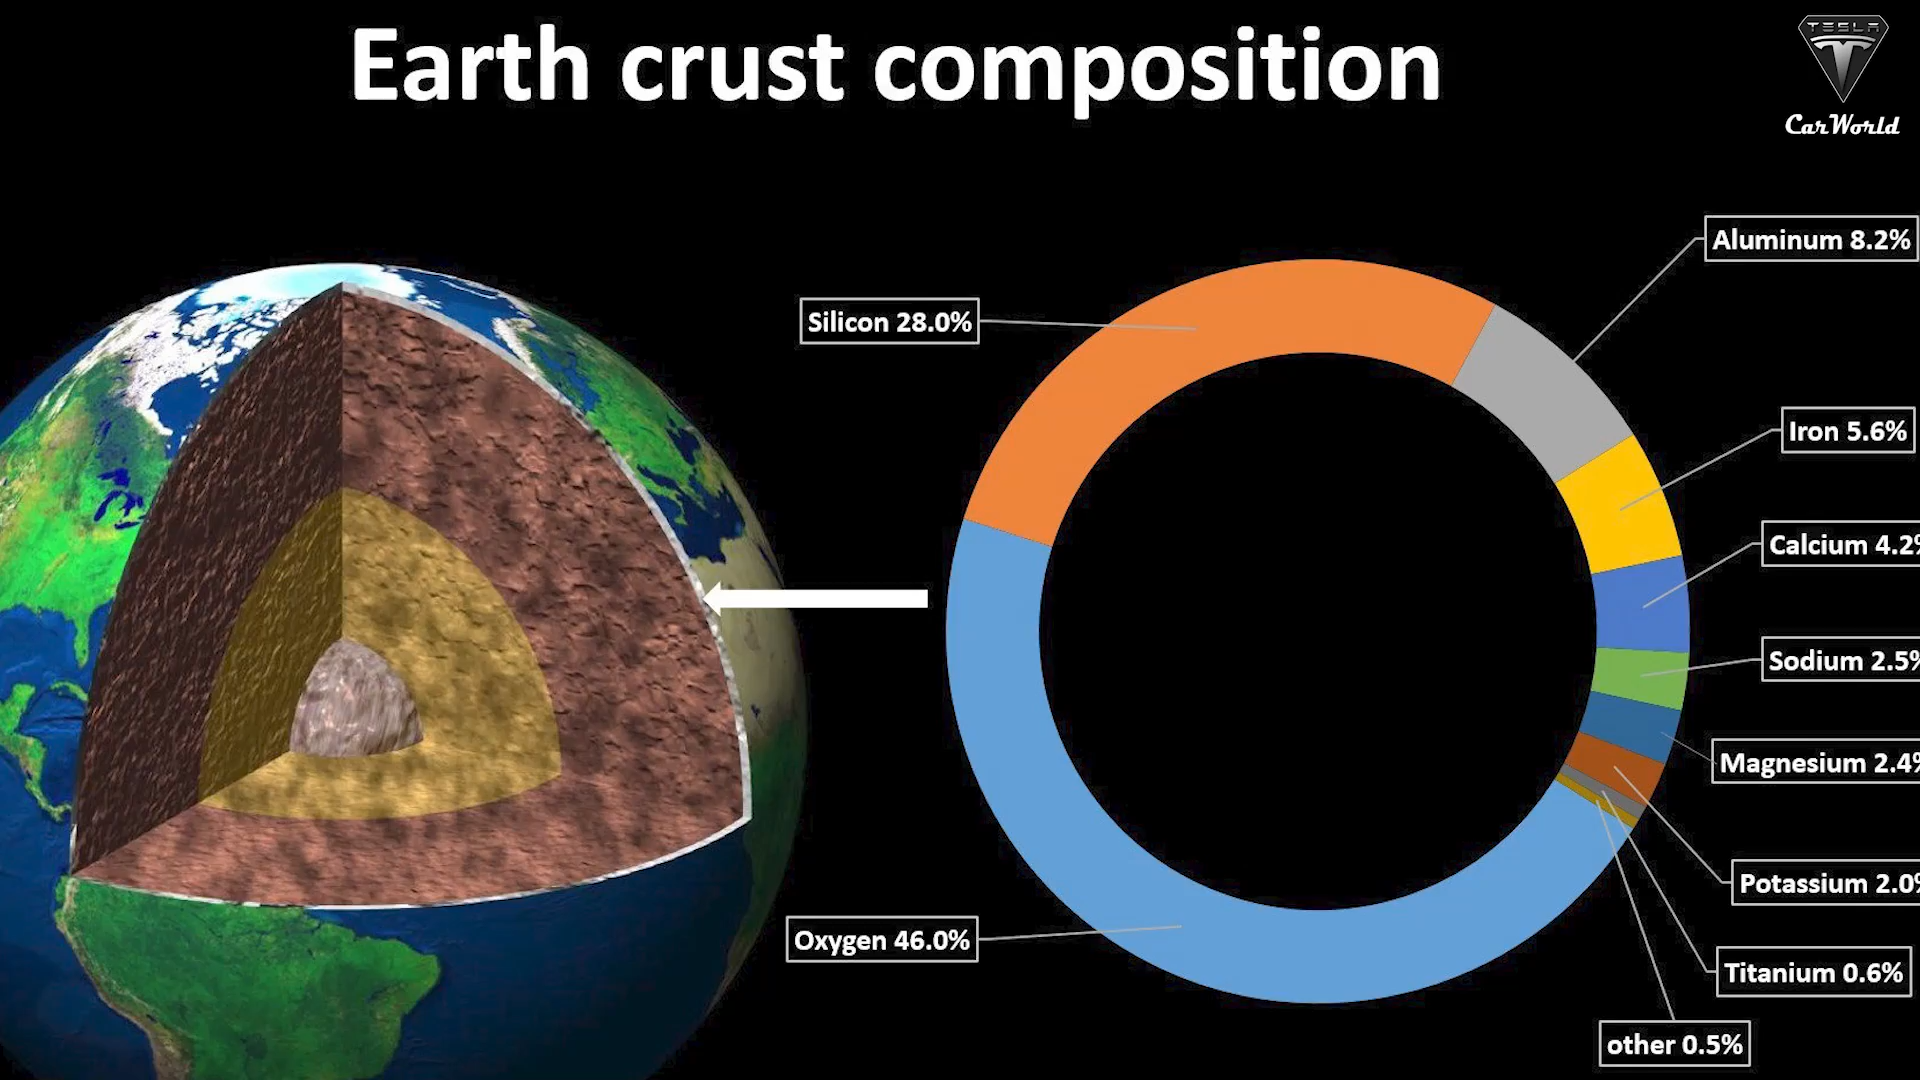 Earth crust composition
TESLA
CarWorld
Aluminum 8.2%
Silicon 28.0%
Iron 5.6%
Calcium 4.2%
Sodium 2.5%
Magnesium 2.4%
Potassium 2.0%
Oxygen 46.0%
Titanium 0.6%
other 0.5%